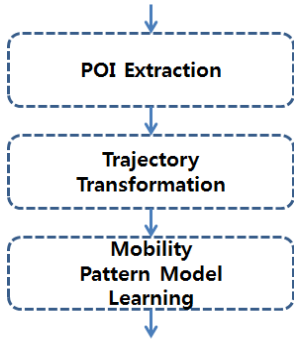 POI Extraction
Trajectory
Transformation
Mobility
Pattern Model
Learning